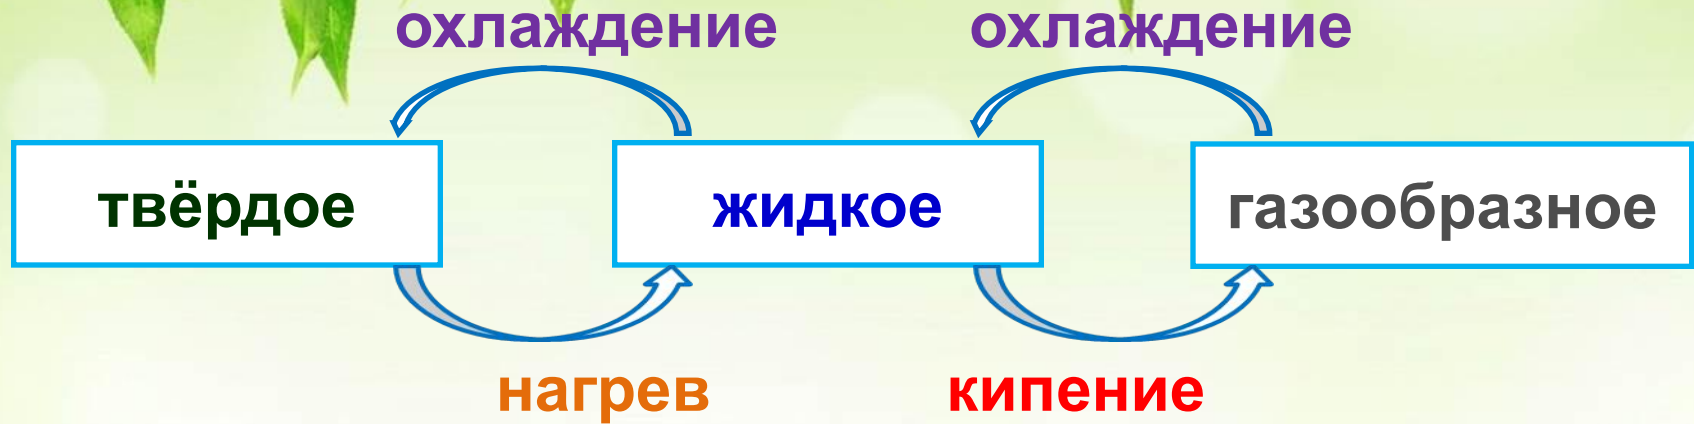 охлаждение охлаждение
твёрдое жидкое газообразное
нагрев кипение